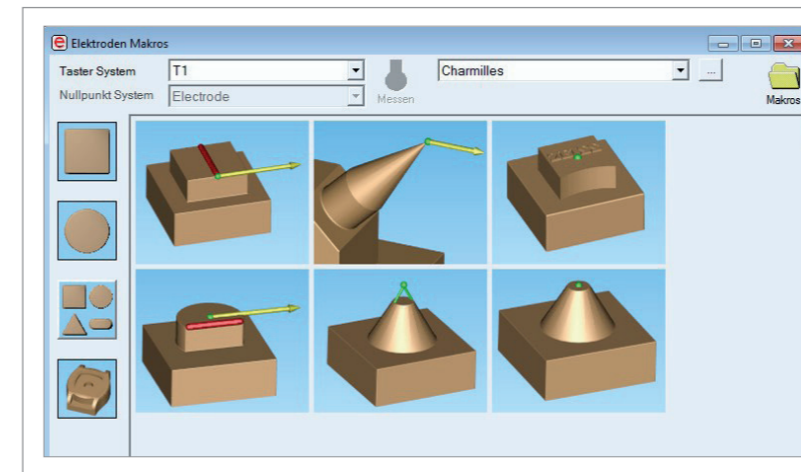 Elektroden Makros
Taster System
T1
Charmilles
...
Nullpunkt System
Electrode
Messen
Makros